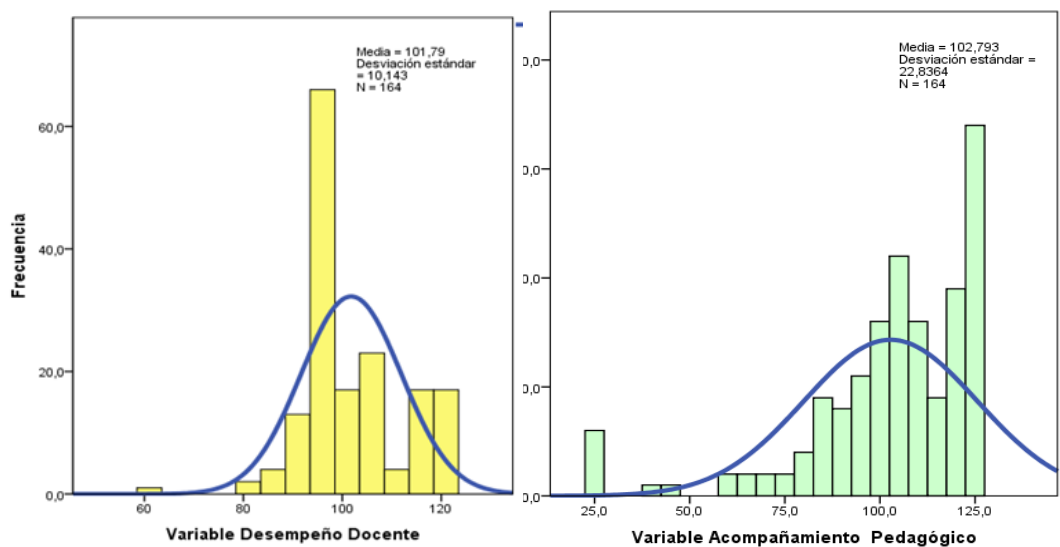 Media = 101,79
Desviación estándar
= 10,143
N = 164
60,0
40,0
20,0
0,0
Frecuencia
60
80
100
120
Variable Desempeño Docente
Media = 102,793
Desviación estándar =
22,8364
N = 164
0,0
0,0
0,0
0,0
0,0
25,0
50,0
75,0
100,0
125,0
Variable Acompañamiento Pedagógico